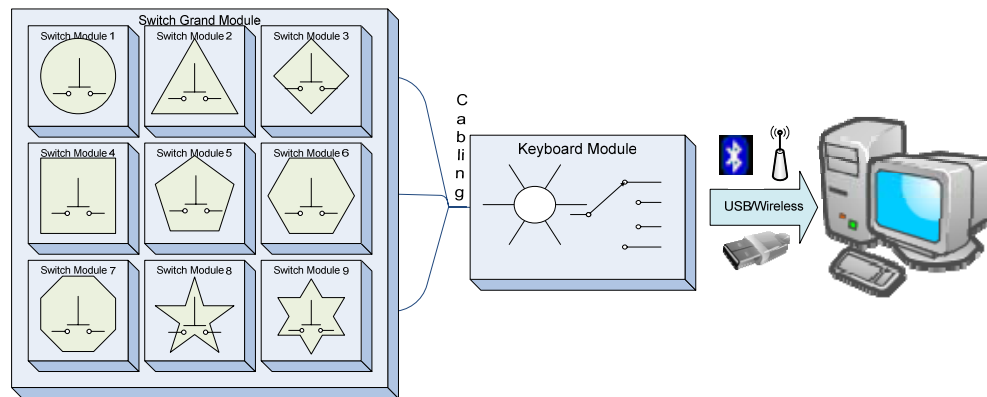 Switch Grand Module
Switch Module 1
Switch Module 2
Switch Module 3
Switch Module 4
Switch Module 5
Switch Module 6
Switch Module 7
Switch Module 8
Switch Module 9
Cabling
Keyboard Module
USB/Wireless